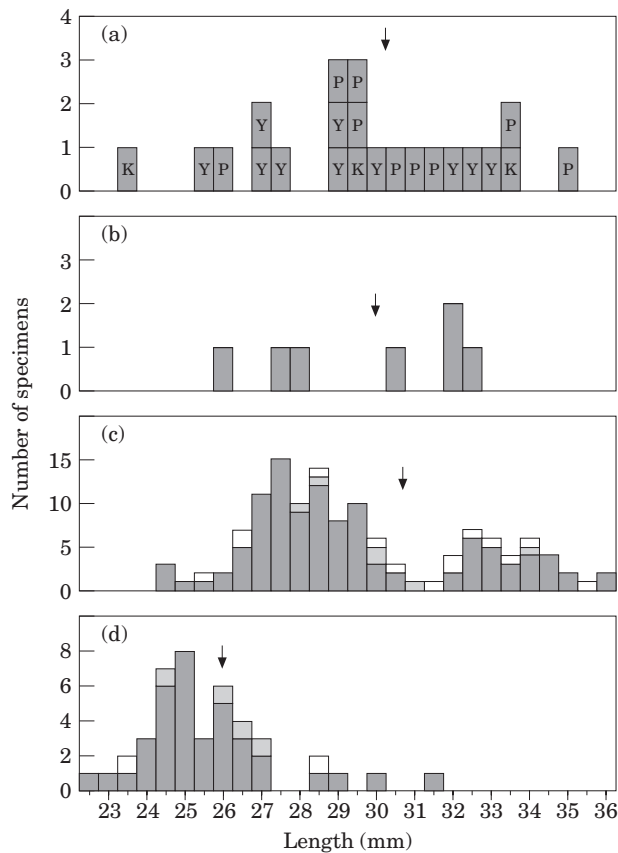 Number of specimens
(a)
4
3
2
1
0
P P
Y Y P P
K Y P Y Y Y K Y P P P Y Y Y K P
(b)
3
2
1
0
(c)
15
10
5
0
(d)
8
6
4
2
0
23 24 25 26 27 28 29 30 31 32 33 34 35 36
Length (mm)